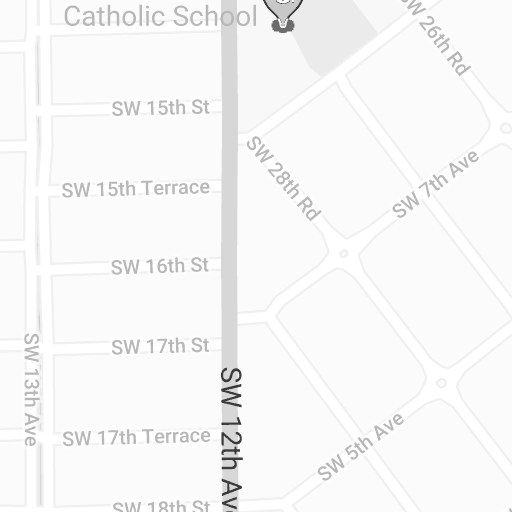 Catholic School
SW 26th Rd
SW 15th St
SW 28th Rd
SW 7th Ave
SW 15th Terrace
SW 16th St
SW 13th Ave
SW 17th St
SW 12th Ave
SW 17th Terrace
SW 5th Ave
SW 18th St